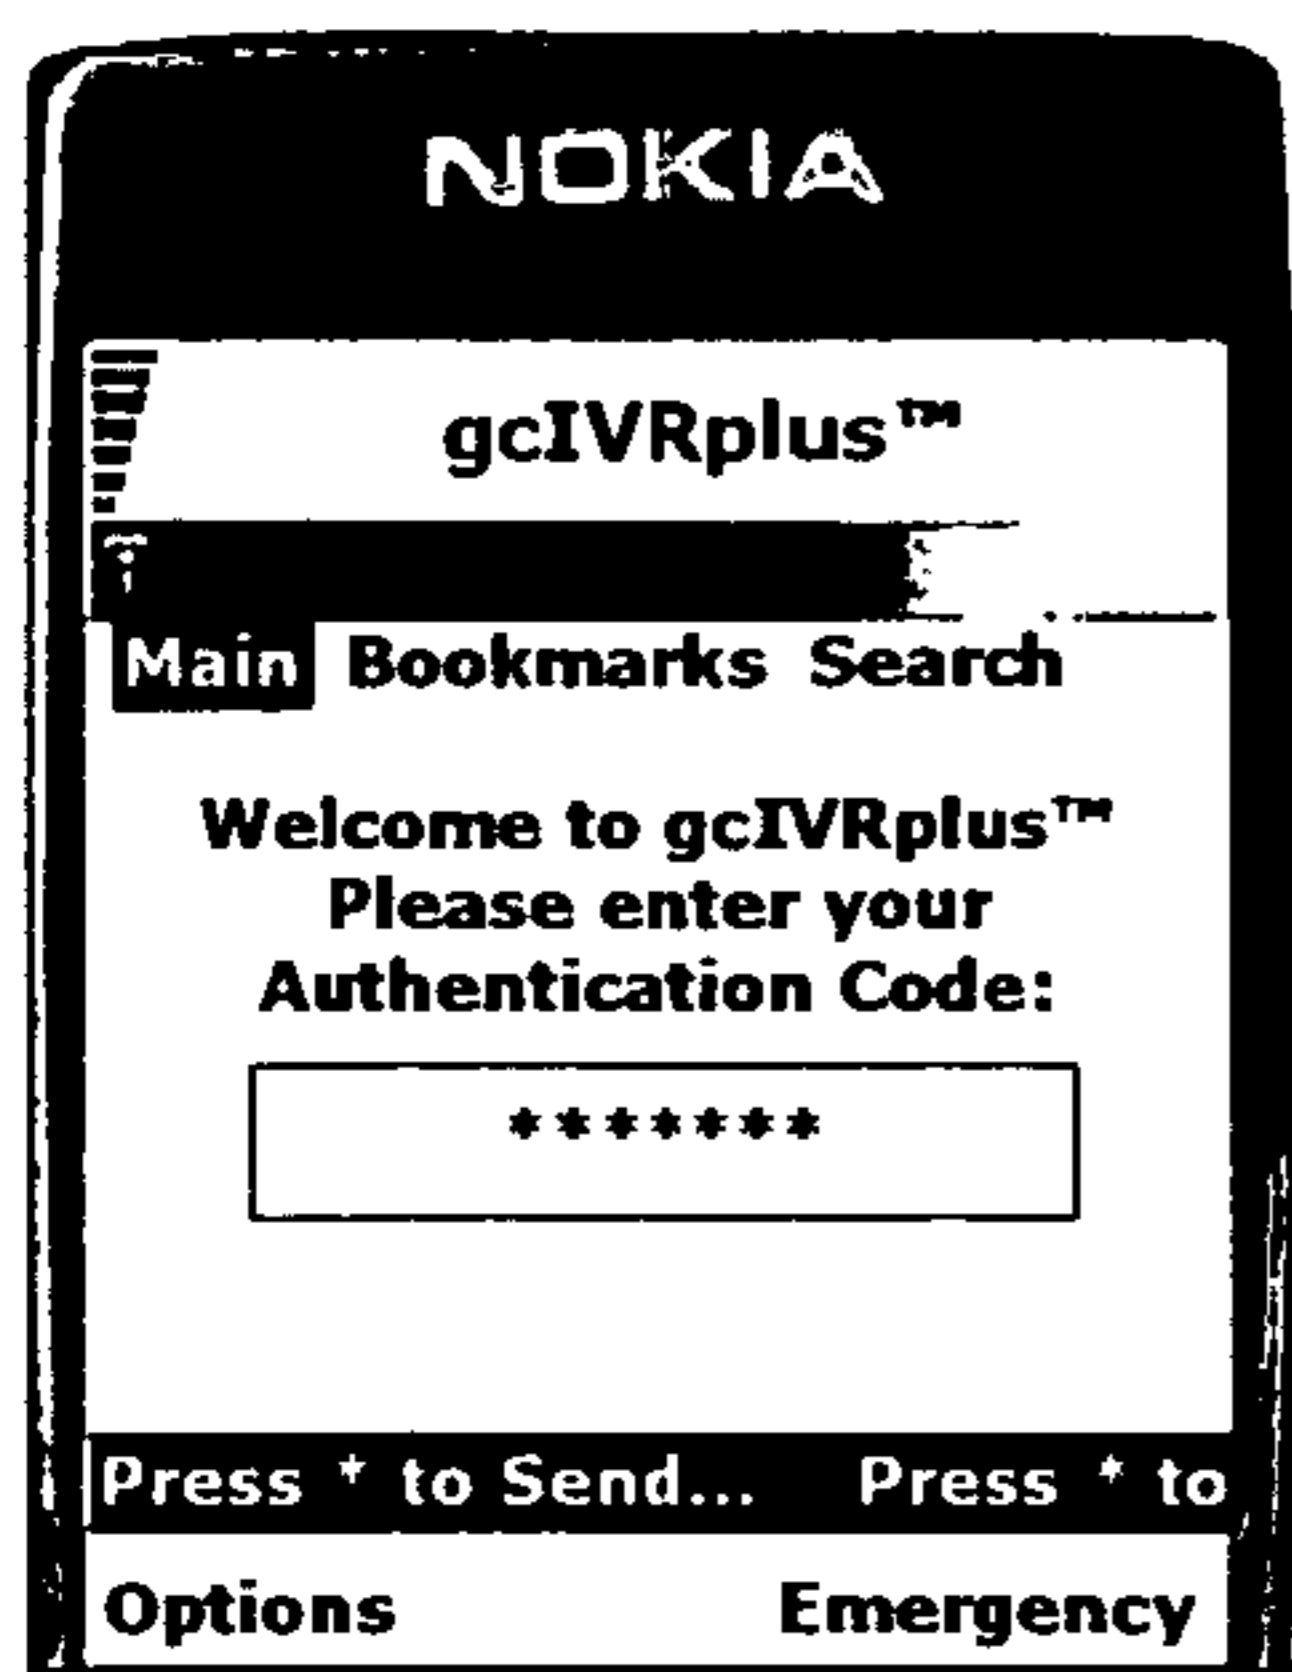 NOKIA
gcIVRplus™
Main Bookmarks Search
Welcome to gcIVRplus™
Please enter your
Authentication Code:
*******
Press * to Send... Press * to
Options Emergency